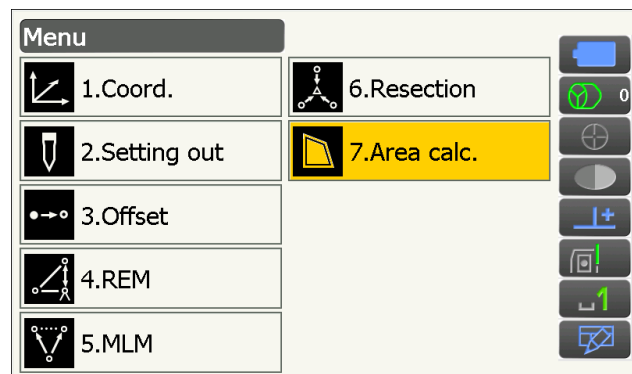 Menu
1.Coord.
2.Setting out
3.Offset
4.REM
5.MLM
6.Resection
7.Area calc.
0
1